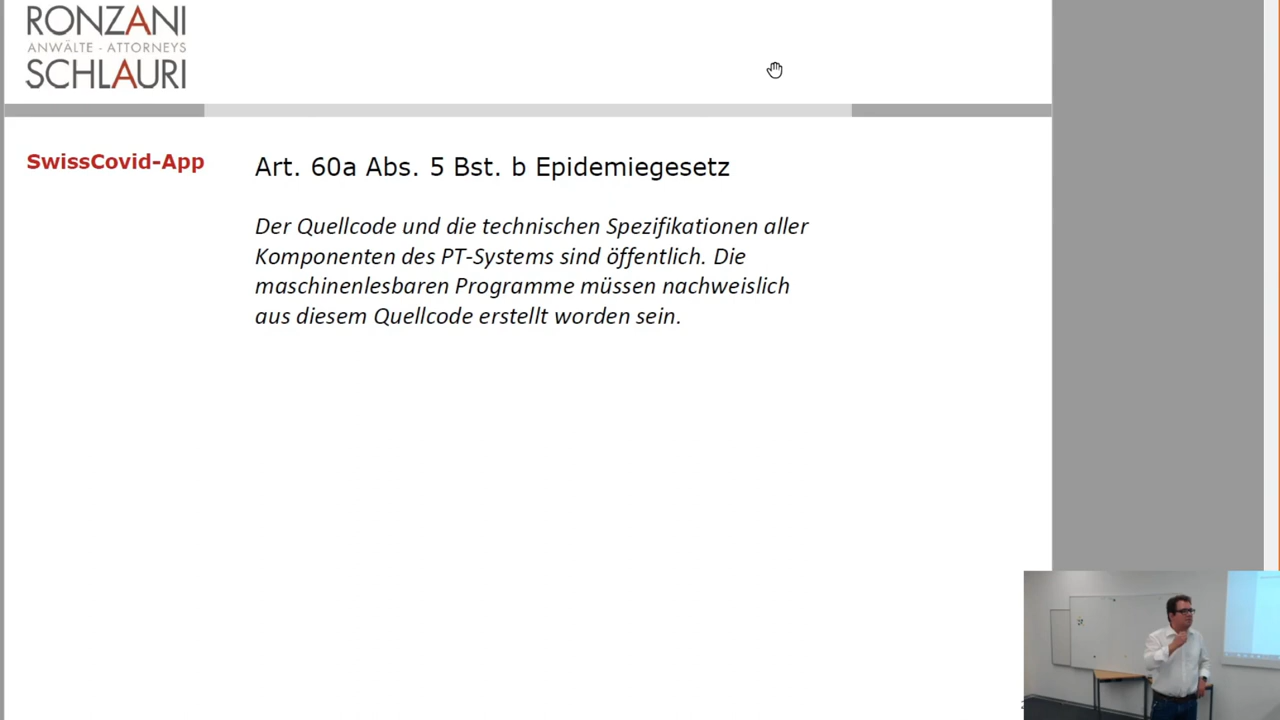 RONZANI
ANWÄLTE - ATTORNEYS
SCHLAURI
SwissCovid-App
Art. 60a Abs. 5 Bst. b Epidemiegesetz
Der Quellcode und die technischen Spezifikationen aller
Komponenten des PT-Systems sind öffentlich. Die
maschinenlesbaren Programme müssen nachweislich
aus diesem Quellcode erstellt worden sein.